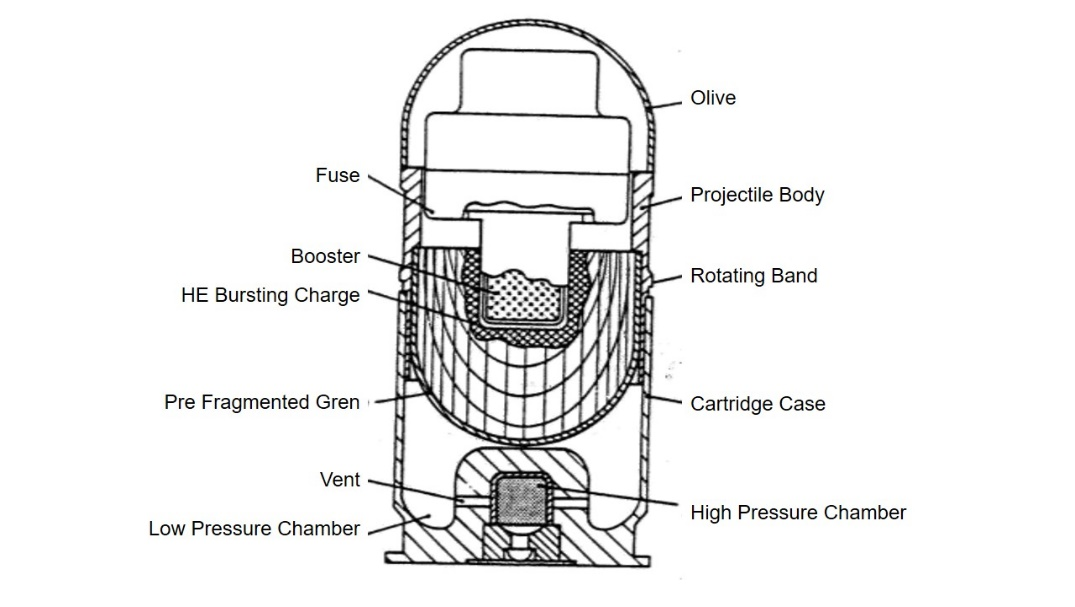 Olive
Fuse
Projectile Body
Booster
Rotating Band
HE Bursting Charge
Pre Fragmented Gren
Cartridge Case
Vent
High Pressure Chamber
Low Pressure Chamber